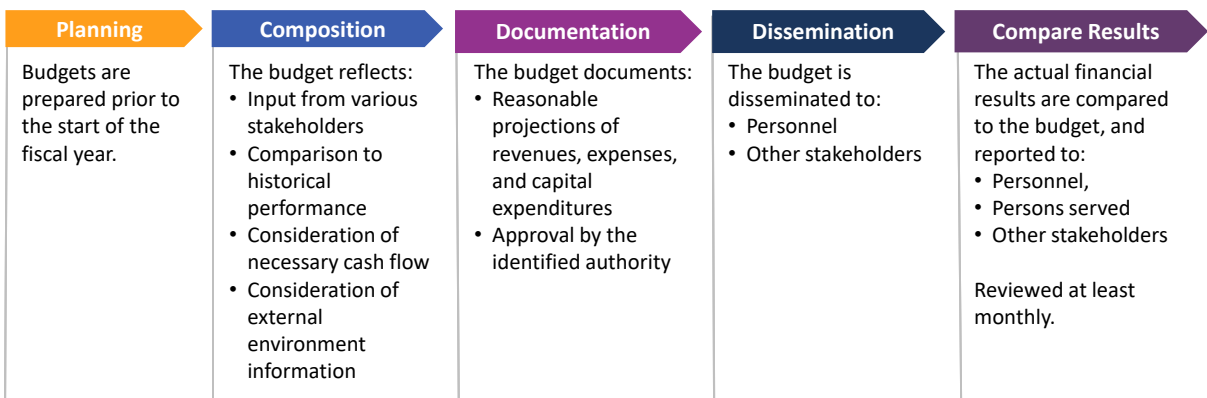 Planning
Budgets are
prepared prior to
the start of the
fiscal year.
Composition
The budget reflects:
• Input from various
stakeholders
• Comparison to
historical
performance
• Consideration of
necessary cash flow
• Consideration of
external
environment
information
Documentation
The budget documents:
• Reasonable
projections of
revenues, expenses,
and capital
expenditures
• Approval by the
identified authority
Dissemination
The budget is
disseminated to:
• Personnel
• Other stakeholders
Compare Results
The actual financial
results are compared
to the budget, and
reported to:
• Personnel,
• Persons served
• Other stakeholders
Reviewed at least
monthly.